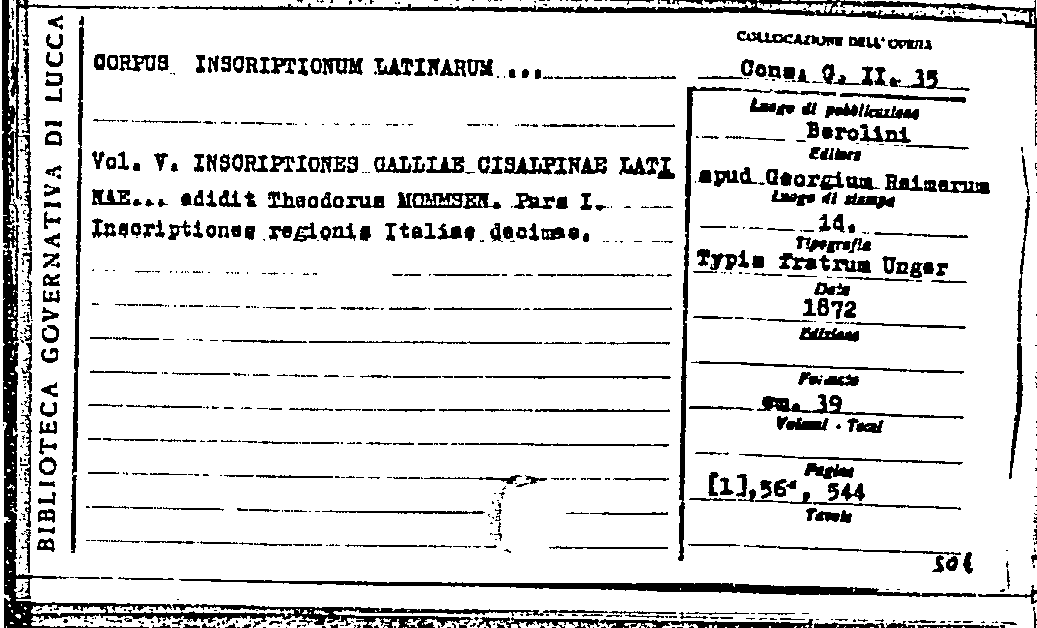 BIBLIOTECA GOVERNATIVA DI LUCCA
CORPUS INSCRIPTIONUM LATINARUM ...
Vol. V. INSCRIPTIONES GALLIAE CISALPINAE LATI
NAE... edidit Theodorus MOMMSEN. Pars I.
Inscriptiones regionis Italiae decimae.
COLLOCAZIONE DELL'OPERA
Cons. G. II. 35
Luogo di pubblicazione
Berolini
Editore
apud Georgium Reimerum
Luogo di stampa
id.
Tipografia
Typis fratrum Unger
Data
1872
Edizione
Formato
cm. 39
Volumi - Tomi
Pagine
[1],56*, 544
Tavole